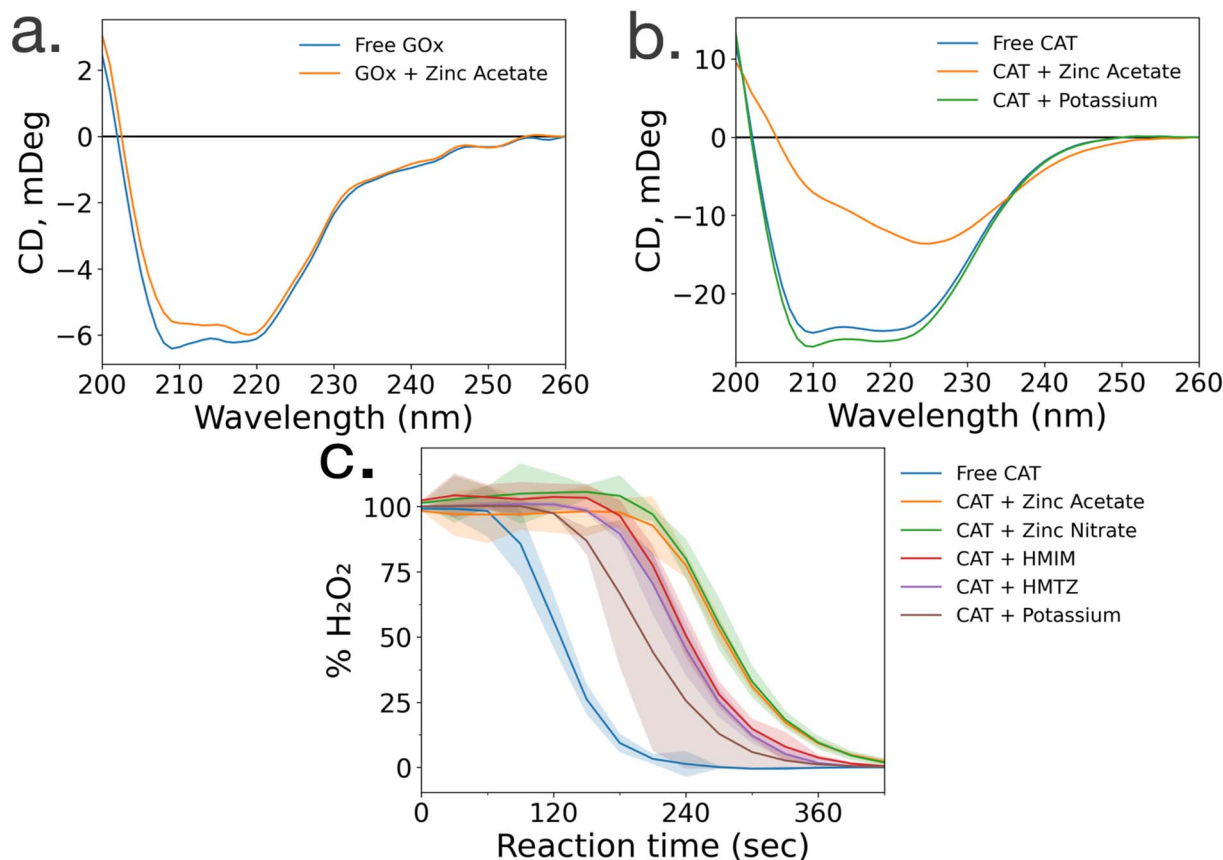 a.
Free GOx
GOx + Zinc Acetate
CD, mDeg
2
0
−2
−4
−6
200 210 220 230 240 250 260
Wavelength (nm)
b.
Free CAT
CAT + Zinc Acetate
CAT + Potassium
CD, mDeg
10
0
−10
−20
200 210 220 230 240 250 260
Wavelength (nm)
c.
Free CAT
CAT + Zinc Acetate
CAT + Zinc Nitrate
CAT + HMIM
CAT + HMTZ
CAT + Potassium
% H₂O₂
100
75
50
25
0
0 120 240 360
Reaction time (sec)